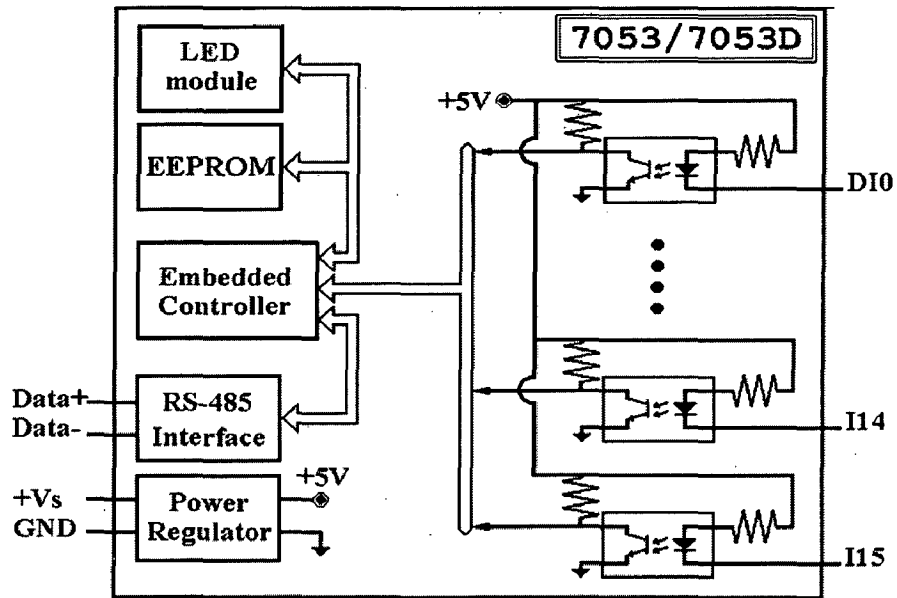 7053/7053D
LED
module
EEPROM
Embedded
Controller
RS-485
Interface
Power
Regulator
Data+
Data-
+Vs
GND
+5V
+5V
DI0
I14
I15